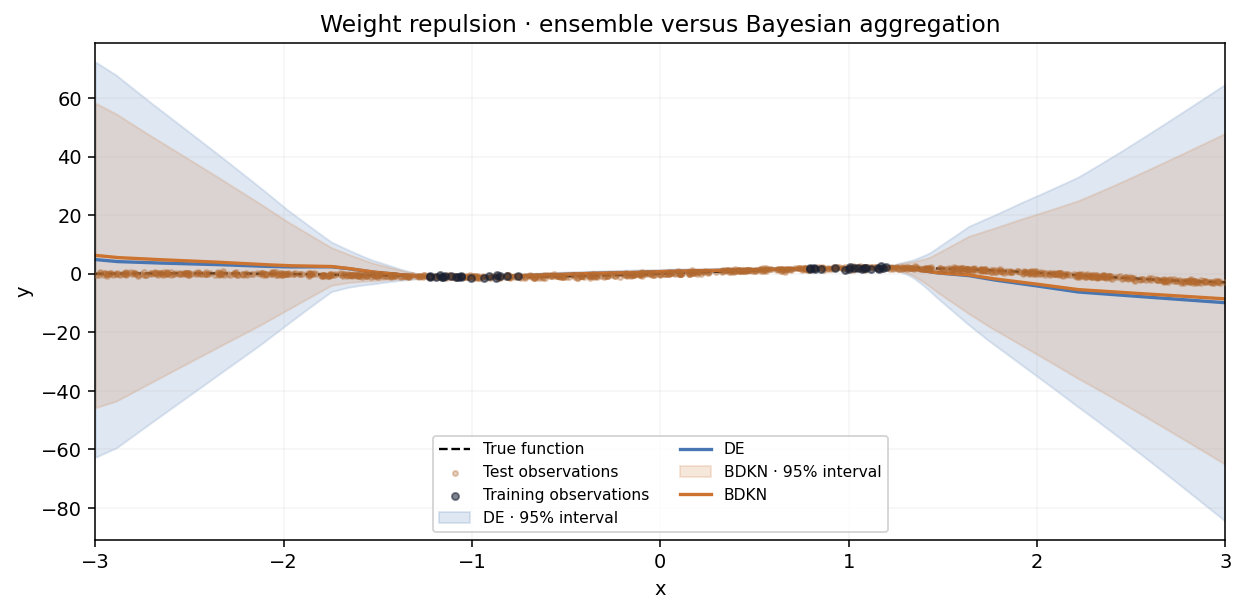 Weight repulsion · ensemble versus Bayesian aggregation
y
60
40
20
0
−20
−40
−60
−80
True function
Test observations
Training observations
DE · 95% interval
DE
BDKN · 95% interval
BDKN
−3
−2
−1
0
1
2
3
x